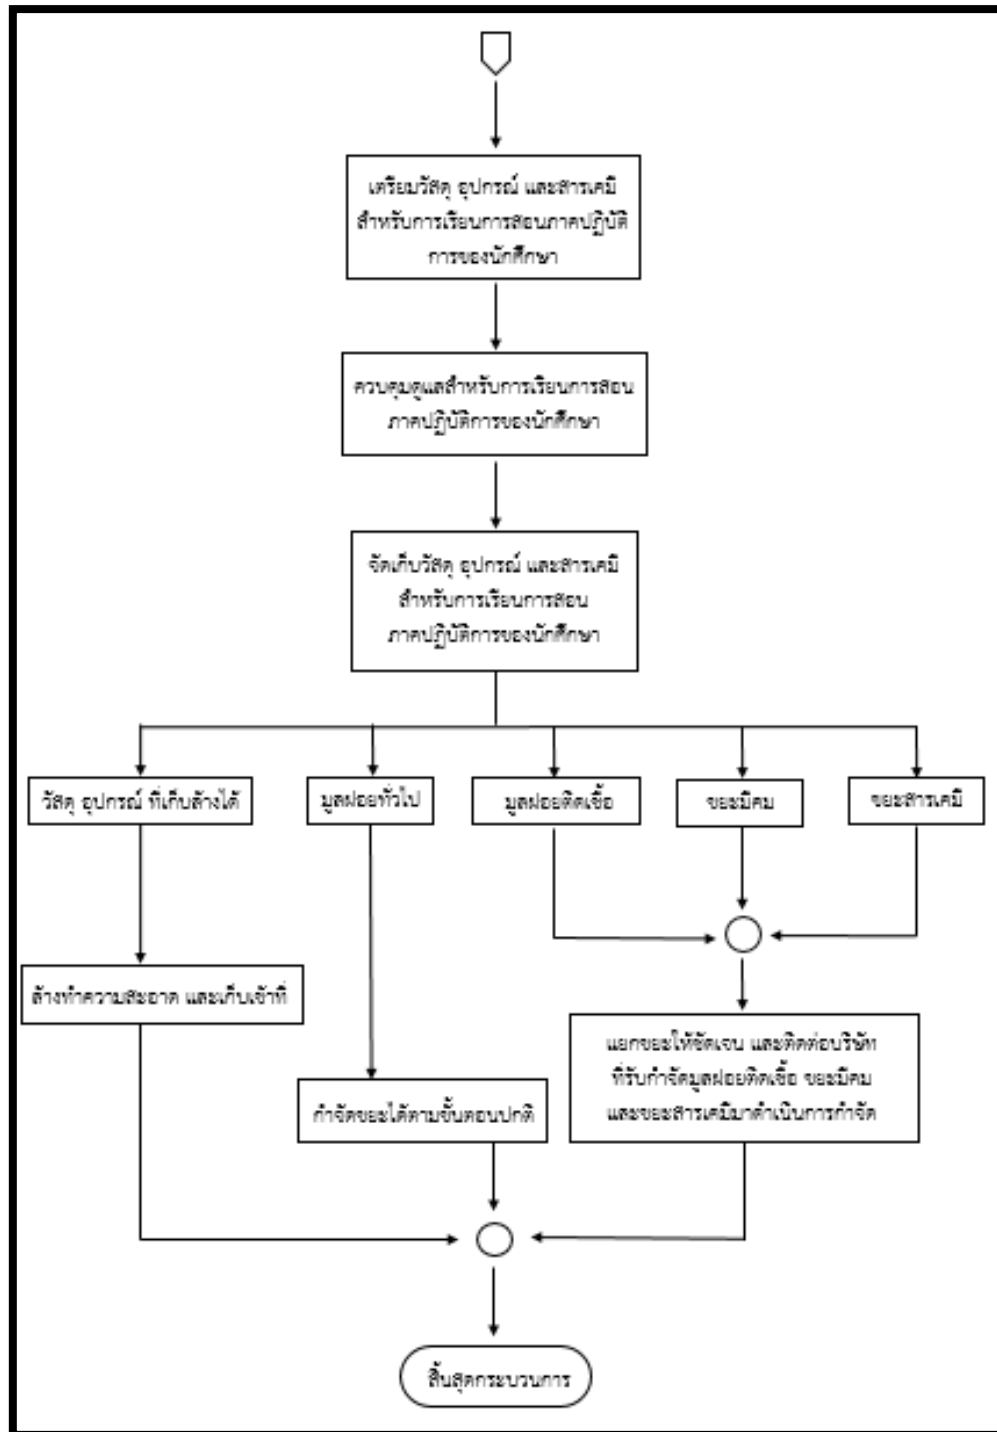 เตรียมวัสดุ อุปกรณ์ และสารเคมี
สำหรับการเรียนการสอนภาคปฏิบัติ
การของนักศึกษา
ควบคุมดูแลสำหรับการเรียนการสอน
ภาคปฏิบัติการของนักศึกษา
จัดเก็บวัสดุ อุปกรณ์ และสารเคมี
สำหรับการเรียนการสอน
ภาคปฏิบัติการของนักศึกษา
วัสดุ อุปกรณ์ ที่เก็บล้างได้
มูลฝอยทั่วไป
มูลฝอยติดเชื้อ
ขยะมีคม
ขยะสารเคมี
ล้างทำความสะอาด และเก็บเข้าที่
แยกขยะให้ชัดเจน และติดต่อบริษัท
ที่รับกำจัดมูลฝอยติดเชื้อ ขยะมีคม
และขยะสารเคมีมาดำเนินการกำจัด
กำจัดขยะได้ตามขั้นตอนปกติ
สิ้นสุดกระบวนการ